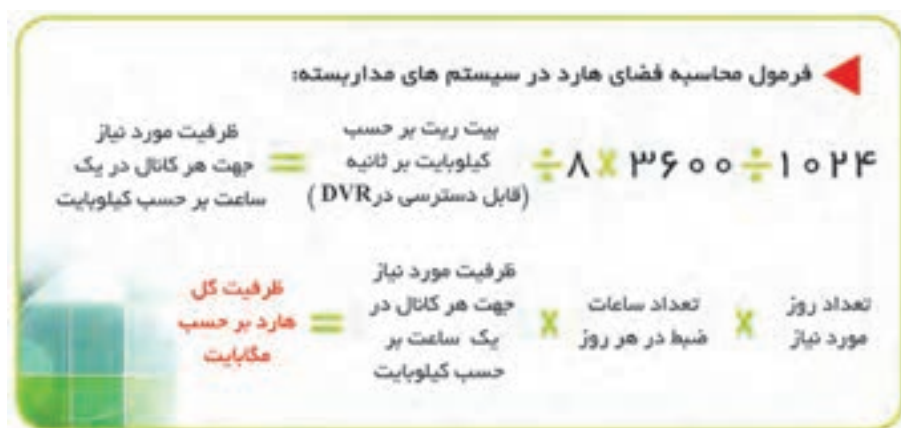 فرمول محاسبه فضای هارد در سیستم های مداربسته:
ظرفیت مورد نیاز
جهت هر کانال در یک
ساعت بر حسب کیلوبایت
=
بیت ریت بر حسب
کیلوبایت بر ثانیه
(قابل دسترسی در DVR)
÷ ۸ × ۳۶۰۰ ÷ ۱۰۲۴
ظرفیت کل
هارد بر حسب
مگابایت
=
ظرفیت مورد نیاز
جهت هر کانال در
یک ساعت بر
حسب کیلوبایت
×
تعداد ساعات
ضبط در هر روز
×
تعداد روز
مورد نیاز